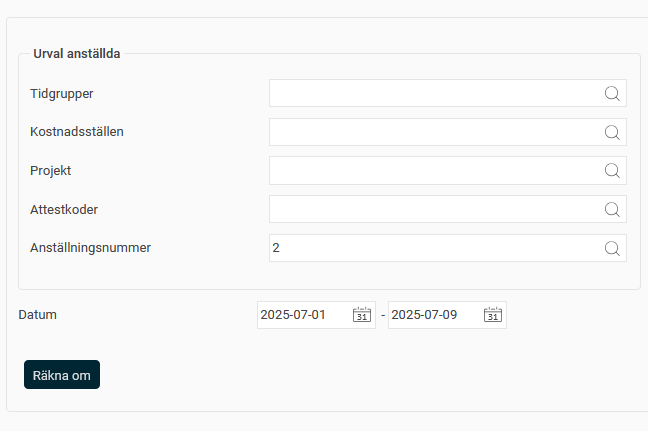 Urval anställda
Tidgrupper
Kostnadsställen
Projekt
Attestkoder
Anställningsnummer 2
Datum 2025-07-01 31 - 2025-07-09 31
Räkna om